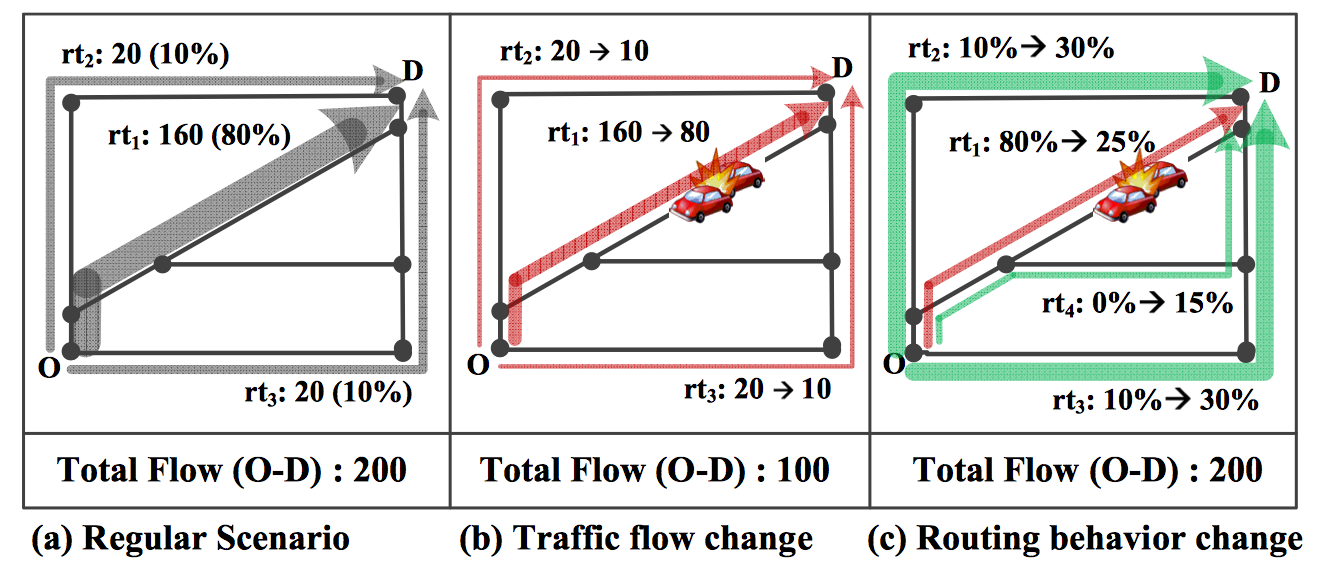 rt₂: 20 (10%)
D
rt₁: 160 (80%)
O
rt₃: 20 (10%)
Total Flow (O-D) : 200
(a) Regular Scenario
rt₂: 20 → 10
D
rt₁: 160 → 80
O
rt₃: 20 → 10
Total Flow (O-D) : 100
(b) Traffic flow change
rt₂: 10%→ 30%
D
rt₁: 80%→ 25%
rt₄: 0%→ 15%
O
rt₃: 10%→ 30%
Total Flow (O-D) : 200
(c) Routing behavior change